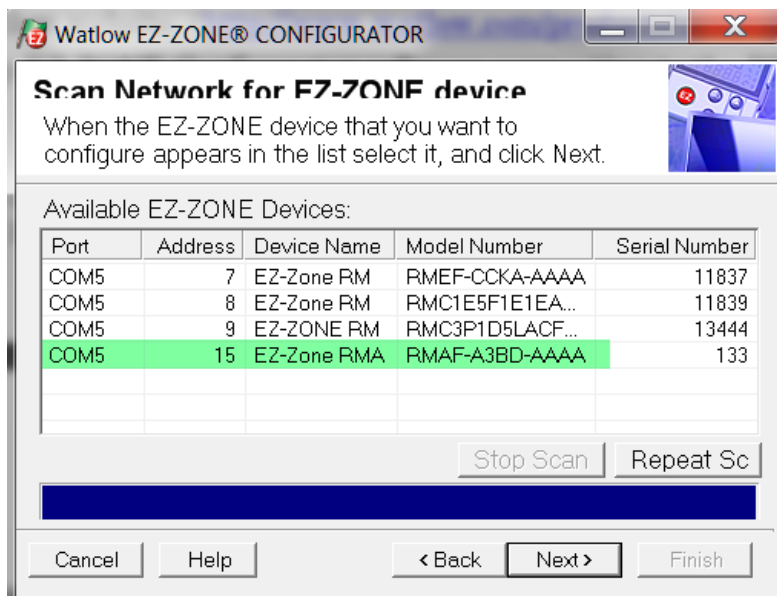 Watlow EZ-ZONE® CONFIGURATOR
Scan Network for EZ-ZONE device
When the EZ-ZONE device that you want to
configure appears in the list select it, and click Next.
Available EZ-ZONE Devices:
Port Address Device Name Model Number Serial Number
COM5 7 EZ-Zone RM RMEF-CCKA-AAAA 11837
COM5 8 EZ-Zone RM RMC1E5F1E1EA... 11839
COM5 9 EZ-ZONE RM RMC3P1D5LACF... 13444
COM5 15 EZ-Zone RMA RMAF-A3BD-AAAA 133
Stop Scan Repeat Sc
Cancel Help < Back Next > Finish